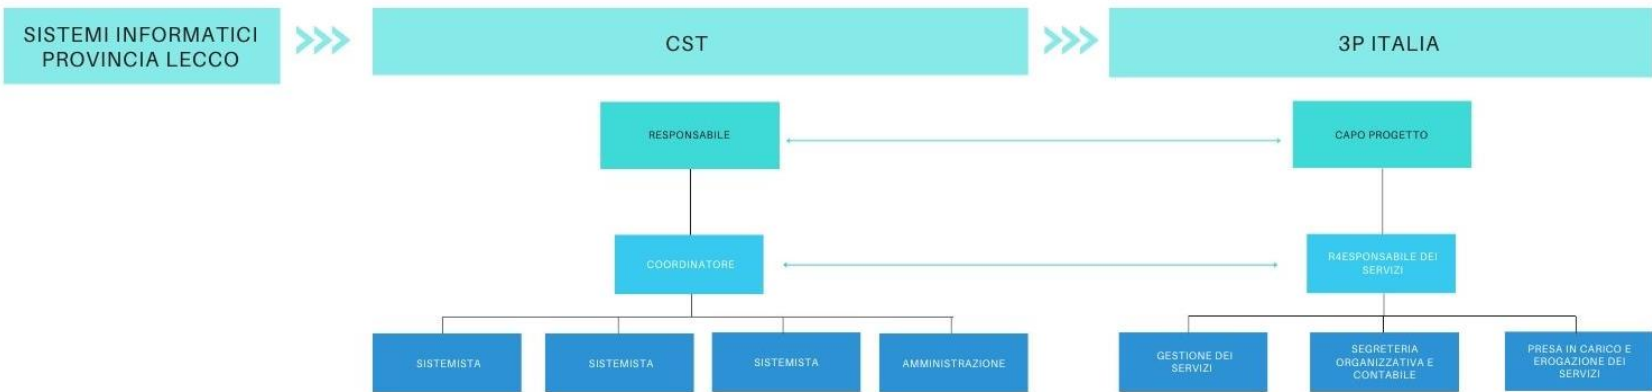 SISTEMI INFORMATICI
PROVINCIA LECCO
CST
3P ITALIA
RESPONSABILE
CAPO PROGETTO
COORDINATORE
R4ESPONSABILE DEI
SERVIZI
SISTEMISTA
SISTEMISTA
SISTEMISTA
AMMINISTRAZIONE
GESTIONE DEI
SERVIZI
SEGRETERIA
ORGANIZZATIVA E
CONTABILE
PRESA IN CARICO E
EROGAZIONE DEI
SERVIZI